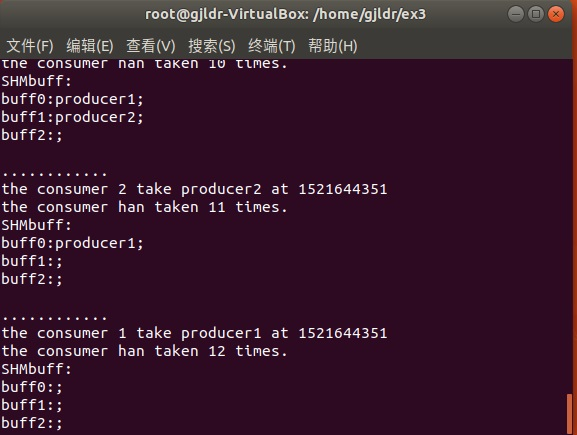 root@gjldr-VirtualBox: /home/gjldr/ex3
文件(F) 编辑(E) 查看(V) 搜索(S) 终端(T) 帮助(H)
the consumer han taken 10 times.
SHMbuff:
buff0:producer1;
buff1:producer2;
buff2:;
............
the consumer 2 take producer2 at 1521644351
the consumer han taken 11 times.
SHMbuff:
buff0:producer1;
buff1:;
buff2:;
............
the consumer 1 take producer1 at 1521644351
the consumer han taken 12 times.
SHMbuff:
buff0:;
buff1:;
buff2:;